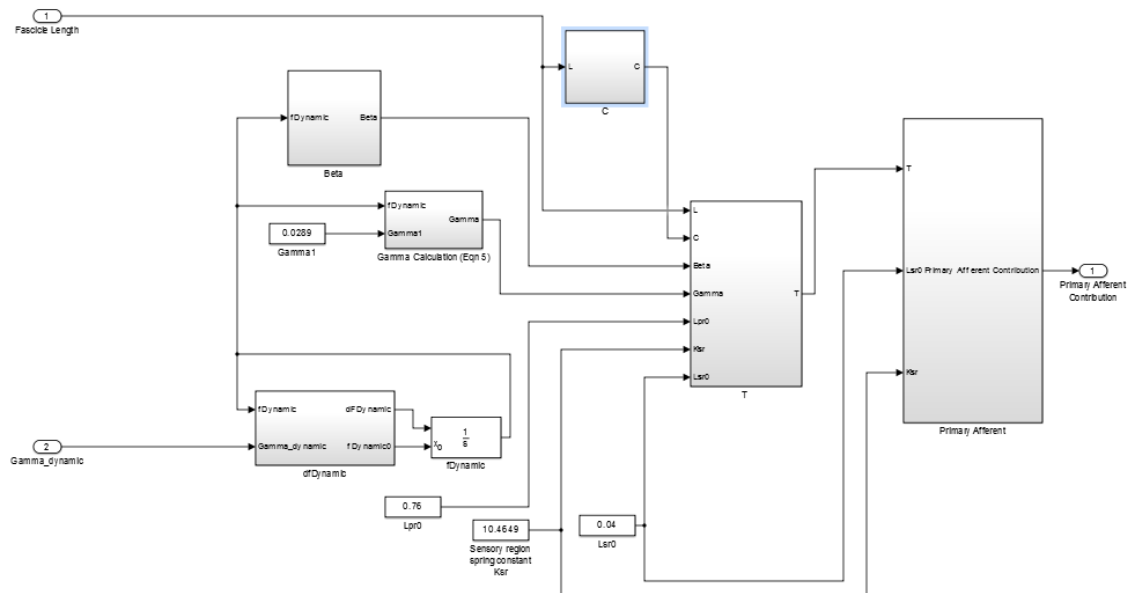 1
Fascicle Length
L
C
C
fDynamic
Beta
Beta
fDynamic
Gamma
Gamma1
0.0289
Gamma1
Gamma Calculation (Eqn 5)
L
C
Beta
Gamma
Lpr0
Ksr
Lsr0
T
T
T
Lsr0 Primary Afferent Contribution
Ksr
Primary Afferent
1
Primary Afferent
Contribution
fDynamic
dFDynamic
Gamma_dynamic
fDynamic0
dfDynamic
2
Gamma_dynamic
1
s
x0
fDynamic
0.76
Lpr0
10.4649
Sensory region
spring constant
Ksr
0.04
Lsr0